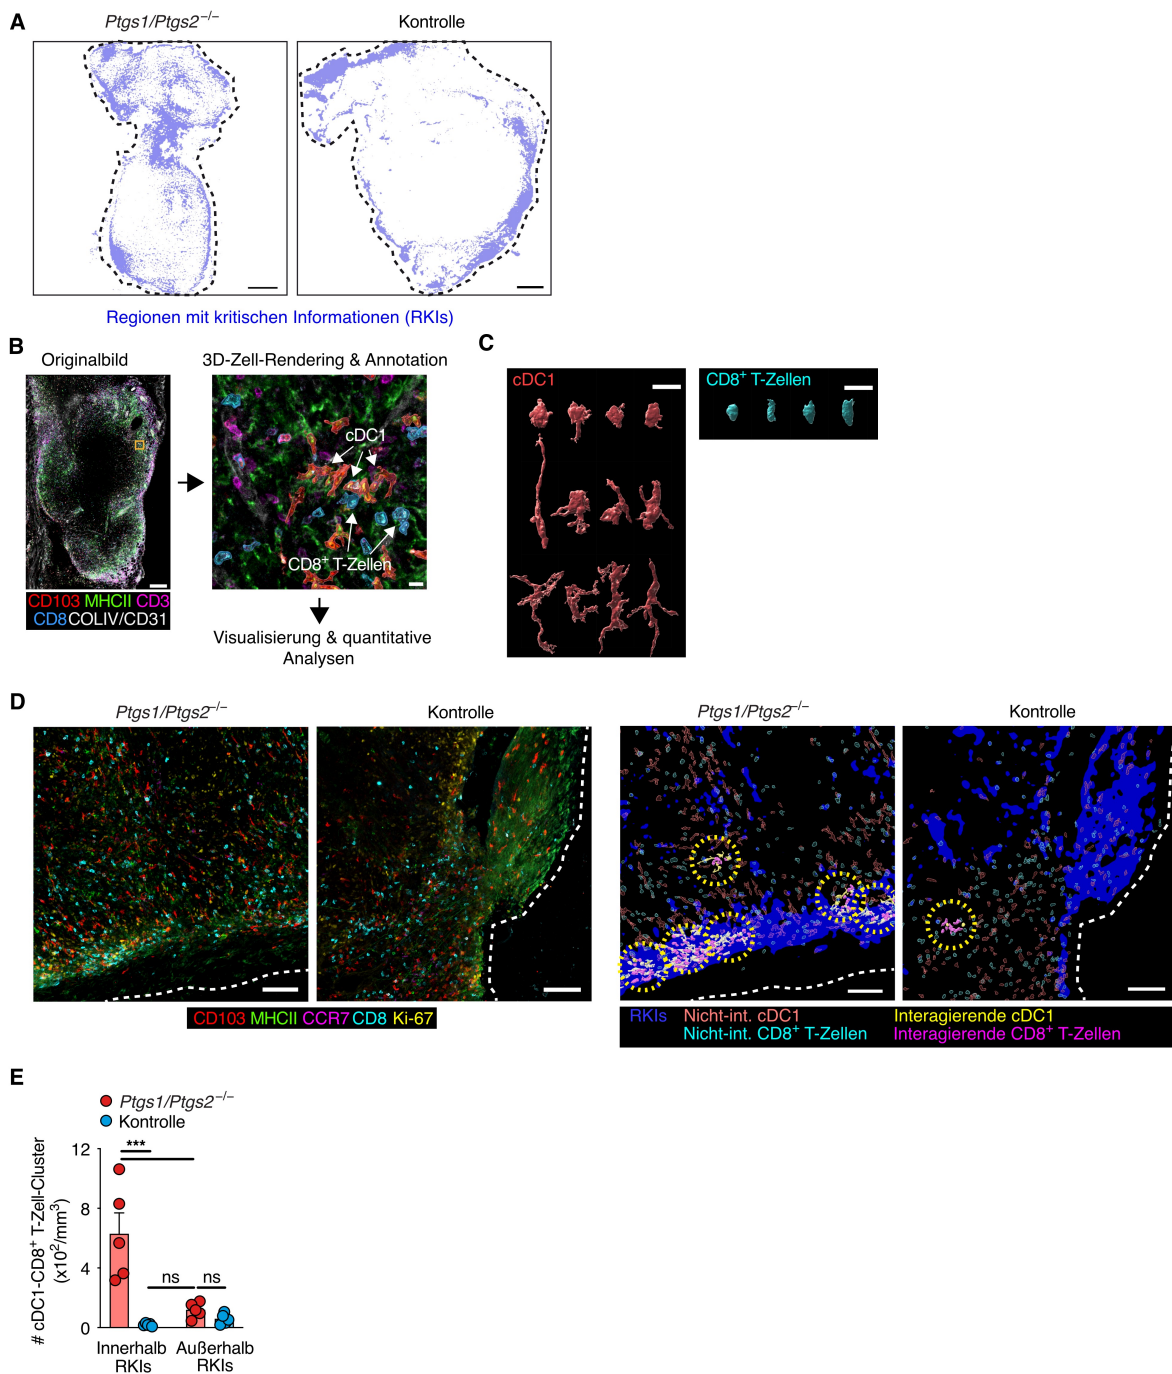 A
Ptgs1/Ptgs2⁻/⁻
Kontrolle
Regionen mit kritischen Informationen (RKIs)
B
Originalbild
3D-Zell-Rendering & Annotation
cDC1
CD8⁺ T-Zellen
CD103 MHCII CD3
CD8 COLIV/CD31
Visualisierung & quantitative
Analysen
C
cDC1
CD8⁺ T-Zellen
D
Ptgs1/Ptgs2⁻/⁻
Kontrolle
Ptgs1/Ptgs2⁻/⁻
Kontrolle
CD103 MHCII CCR7 CD8 Ki-67
RKIs Nicht-int. cDC1 Interagierende cDC1
Nicht-int. CD8⁺ T-Zellen Interagierende CD8⁺ T-Zellen
E
Ptgs1/Ptgs2⁻/⁻
Kontrolle
# cDC1-CD8⁺ T-Zell-Cluster
(x10²/mm³)
12
8
4
0
***
ns
ns
Innerhalb
RKIs
Außerhalb
RKIs